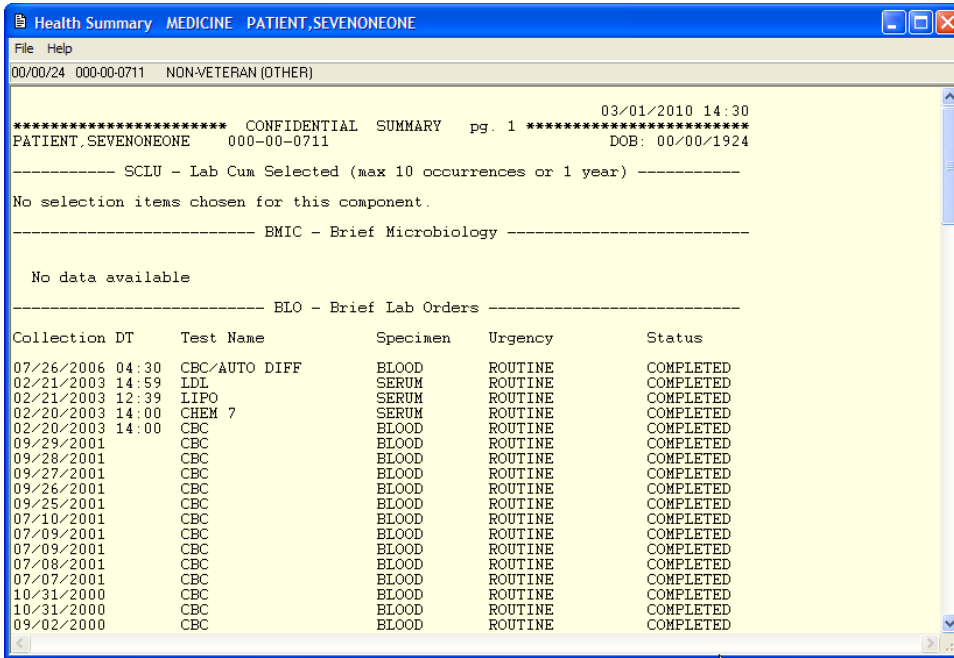 Health Summary   MEDICINE   PATIENT,SEVENONEONE
File  Help
00/00/24  000-00-0711     NON-VETERAN (OTHER)
                                                               03/01/2010 14:30
***********************  CONFIDENTIAL  SUMMARY   pg. 1 ************************
PATIENT,SEVENONEONE    000-00-0711                              DOB: 00/00/1924
----------- SCLU - Lab Cum Selected (max 10 occurrences or 1 year) -----------
No selection items chosen for this component.
-------------------------- BMIC - Brief Microbiology --------------------------
  No data available
--------------------------- BLO - Brief Lab Orders ---------------------------
Collection DT     Test Name            Specimen    Urgency          Status
07/26/2006 04:30  CBC/AUTO DIFF        BLOOD       ROUTINE          COMPLETED
02/21/2003 14:59  LDL                  SERUM       ROUTINE          COMPLETED
02/21/2003 12:39  LIPO                 SERUM       ROUTINE          COMPLETED
02/20/2003 14:00  CHEM 7               SERUM       ROUTINE          COMPLETED
02/20/2003 14:00  CBC                  BLOOD       ROUTINE          COMPLETED
09/29/2001        CBC                  BLOOD       ROUTINE          COMPLETED
09/28/2001        CBC                  BLOOD       ROUTINE          COMPLETED
09/27/2001        CBC                  BLOOD       ROUTINE          COMPLETED
09/26/2001        CBC                  BLOOD       ROUTINE          COMPLETED
09/25/2001        CBC                  BLOOD       ROUTINE          COMPLETED
07/10/2001        CBC                  BLOOD       ROUTINE          COMPLETED
07/09/2001        CBC                  BLOOD       ROUTINE          COMPLETED
07/09/2001        CBC                  BLOOD       ROUTINE          COMPLETED
07/08/2001        CBC                  BLOOD       ROUTINE          COMPLETED
07/07/2001        CBC                  BLOOD       ROUTINE          COMPLETED
10/31/2000        CBC                  BLOOD       ROUTINE          COMPLETED
10/31/2000        CBC                  BLOOD       ROUTINE          COMPLETED
09/02/2000        CBC                  BLOOD       ROUTINE          COMPLETED